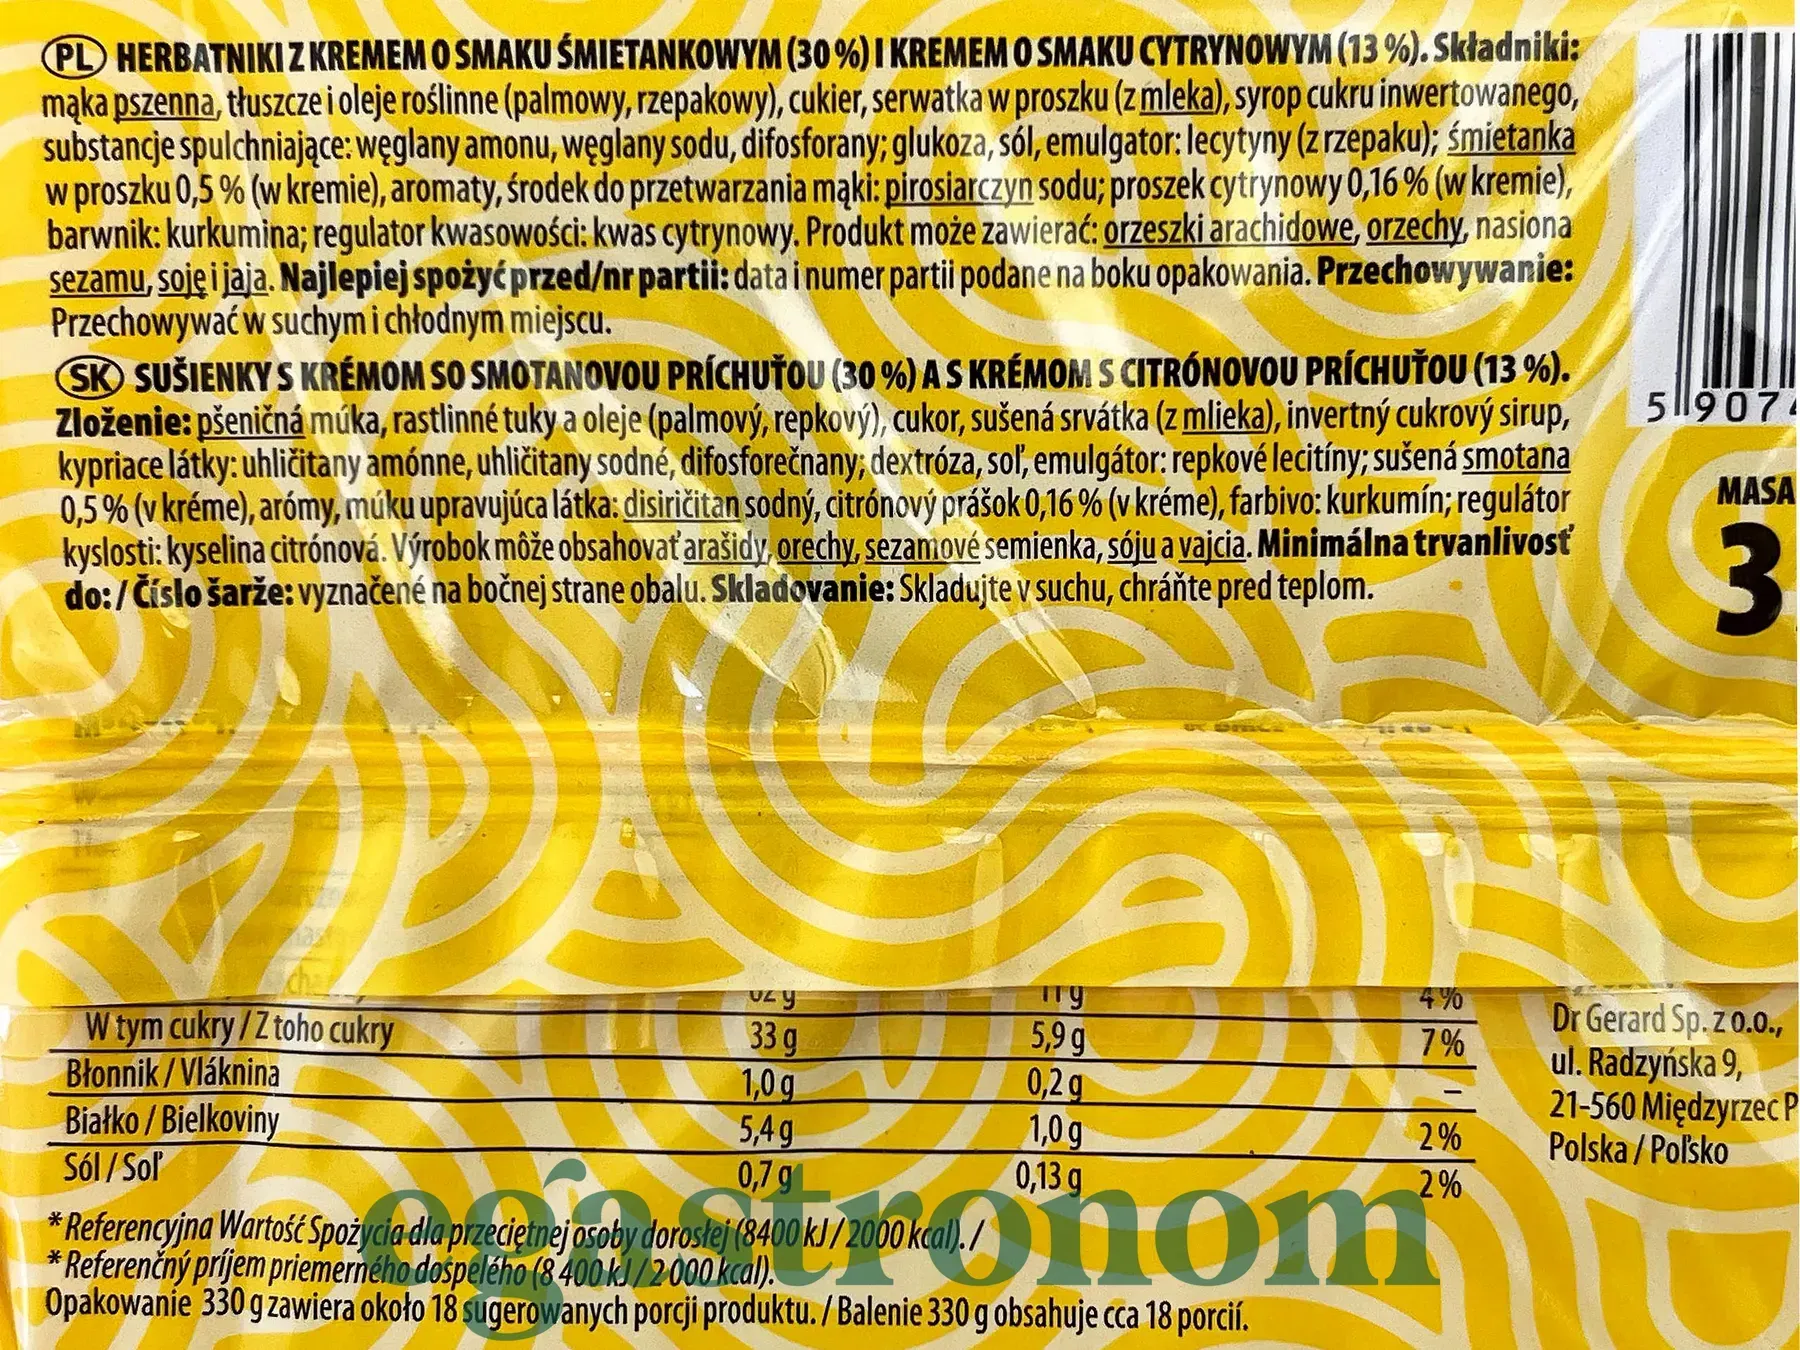 PL HERBATNIKI Z KREMEM O SMAKU ŚMIETANKOWYM (30 %) I KREMEM O SMAKU CYTRYNOWYM (13 %). Składniki:
mąka pszenna, tłuszcze i oleje roślinne (palmowy, rzepakowy), cukier, serwatka w proszku (z mleka), syrop cukru inwertowanego,
substancje spulchniające: węglany amonu, węglany sodu, difosforany; glukoza, sól, emulgator: lecytyny (z rzepaku); śmietanka
w proszku 0,5 % (w kremie), aromaty, środek do przetwarzania mąki: pirosiarczyn sodu; proszek cytrynowy 0,16 % (w kremie),
barwnik: kurkumina; regulator kwasowości: kwas cytrynowy. Produkt może zawierać: orzeszki arachidowe, orzechy, nasiona
sezamu, soję i jaja. Najlepiej spożyć przed/nr partii: data i numer partii podane na boku opakowania. Przechowywanie:
Przechowywać w suchym i chłodnym miejscu.
SK SUŠIENKY S KRÉMOM SO SMOTANOVOU PRÍCHUŤOU (30 %) A S KRÉMOM S CITRÓNOVOU PRÍCHUŤOU (13 %).
Zloženie: pšeničná múka, rastlinné tuky a oleje (palmový, repkový), cukor, sušená srvátka (z mlieka), invertný cukrový sirup,
kypriace látky: uhličitany amónne, uhličitany sodné, difosforečnany; dextróza, soľ, emulgátor: repkové lecitíny; sušená smotana
0,5 % (v kréme), arómy, múku upravujúca látka: disiričitan sodný, citrónový prášok 0,16 % (v kréme), farbivo: kurkumín; regulátor
kyslosti: kyselina citrónová. Výrobok môže obsahovať arašidy, orechy, sezamové semienka, sóju a vajcia. Minimálna trvanlivosť
do: / Číslo šarže: vyznačené na bočnej strane obalu. Skladovanie: Skladujte v suchu, chráňte pred teplom.
5 907
MASA
3
62 g 11 g 4 %
W tym cukry / Z toho cukry 33 g 5,9 g 7 %
Błonnik / Vláknina 1,0 g 0,2 g –
Białko / Bielkoviny 5,4 g 1,0 g 2 %
Sól / Soľ 0,7 g 0,13 g 2 %
Dr Gerard Sp. z o.o.,
ul. Radzyńska 9,
21-560 Międzyrzec P
Polska / Poľsko
* Referencyjna Wartość Spożycia dla przeciętnej osoby dorosłej (8400 kJ / 2000 kcal). /
* Referenčný príjem priemerného dospelého (8 400 kJ / 2 000 kcal).
Opakowanie 330 g zawiera około 18 sugerowanych porcji produktu. / Balenie 330 g obsahuje cca 18 porcií.
egastronom